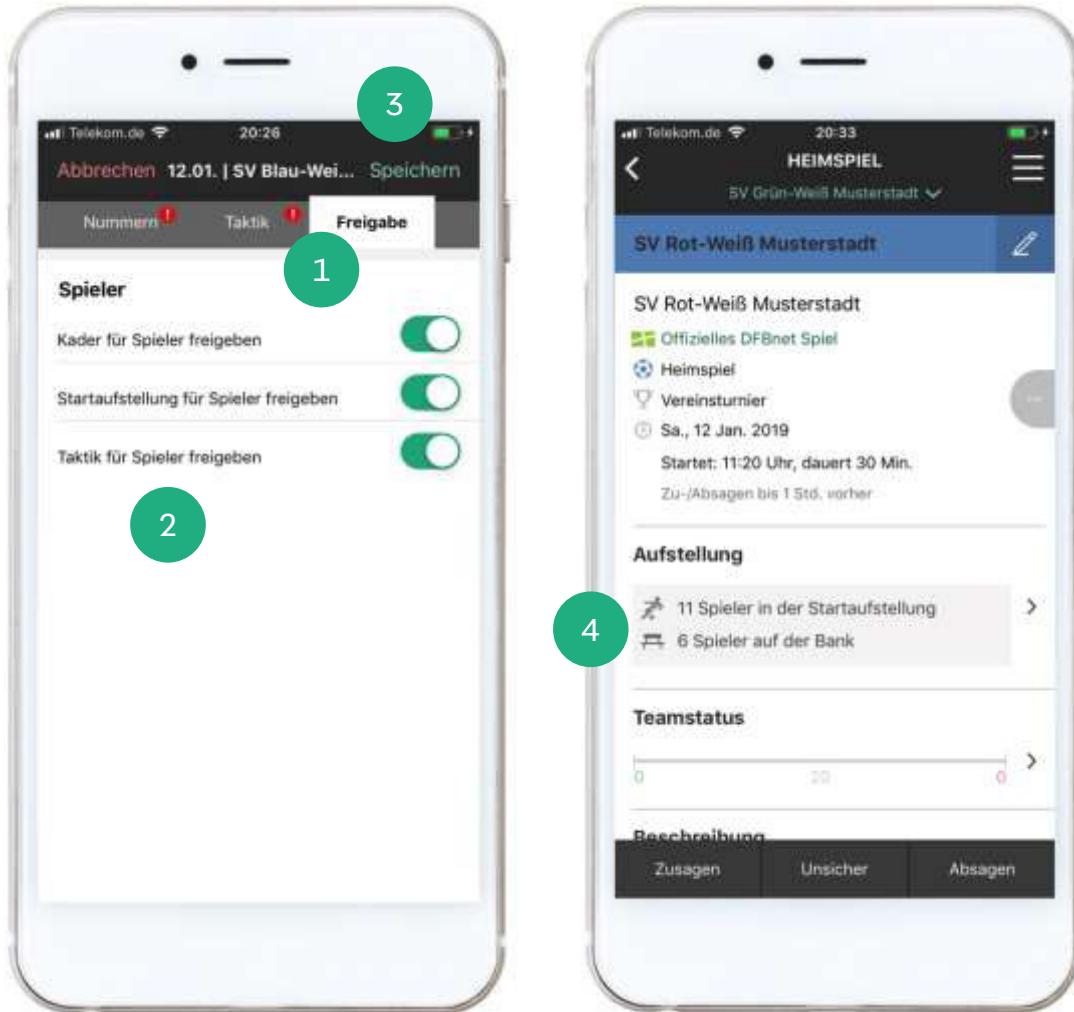 3
Telekom.de 20:26
Abbrechen 12.01. | SV Blau-Wei... Speichern
Nummern ! Taktik ! Freigabe
1
Spieler
Kader für Spieler freigeben
Startaufstellung für Spieler freigeben
Taktik für Spieler freigeben
2
Telekom.de 20:33
HEIMSPIEL
SV Grün-Weiß Musterstadt
SV Rot-Weiß Musterstadt
SV Rot-Weiß Musterstadt
Offizielles DFBnet Spiel
Heimspiel
Vereinsturnier
Sa., 12 Jan. 2019
Startet: 11:20 Uhr, dauert 30 Min.
Zu-/Absagen bis 1 Std. vorher
Aufstellung
4
11 Spieler in der Startaufstellung
6 Spieler auf der Bank
Teamstatus
0 20 0
Beschreibung
Zusagen Unsicher Absagen